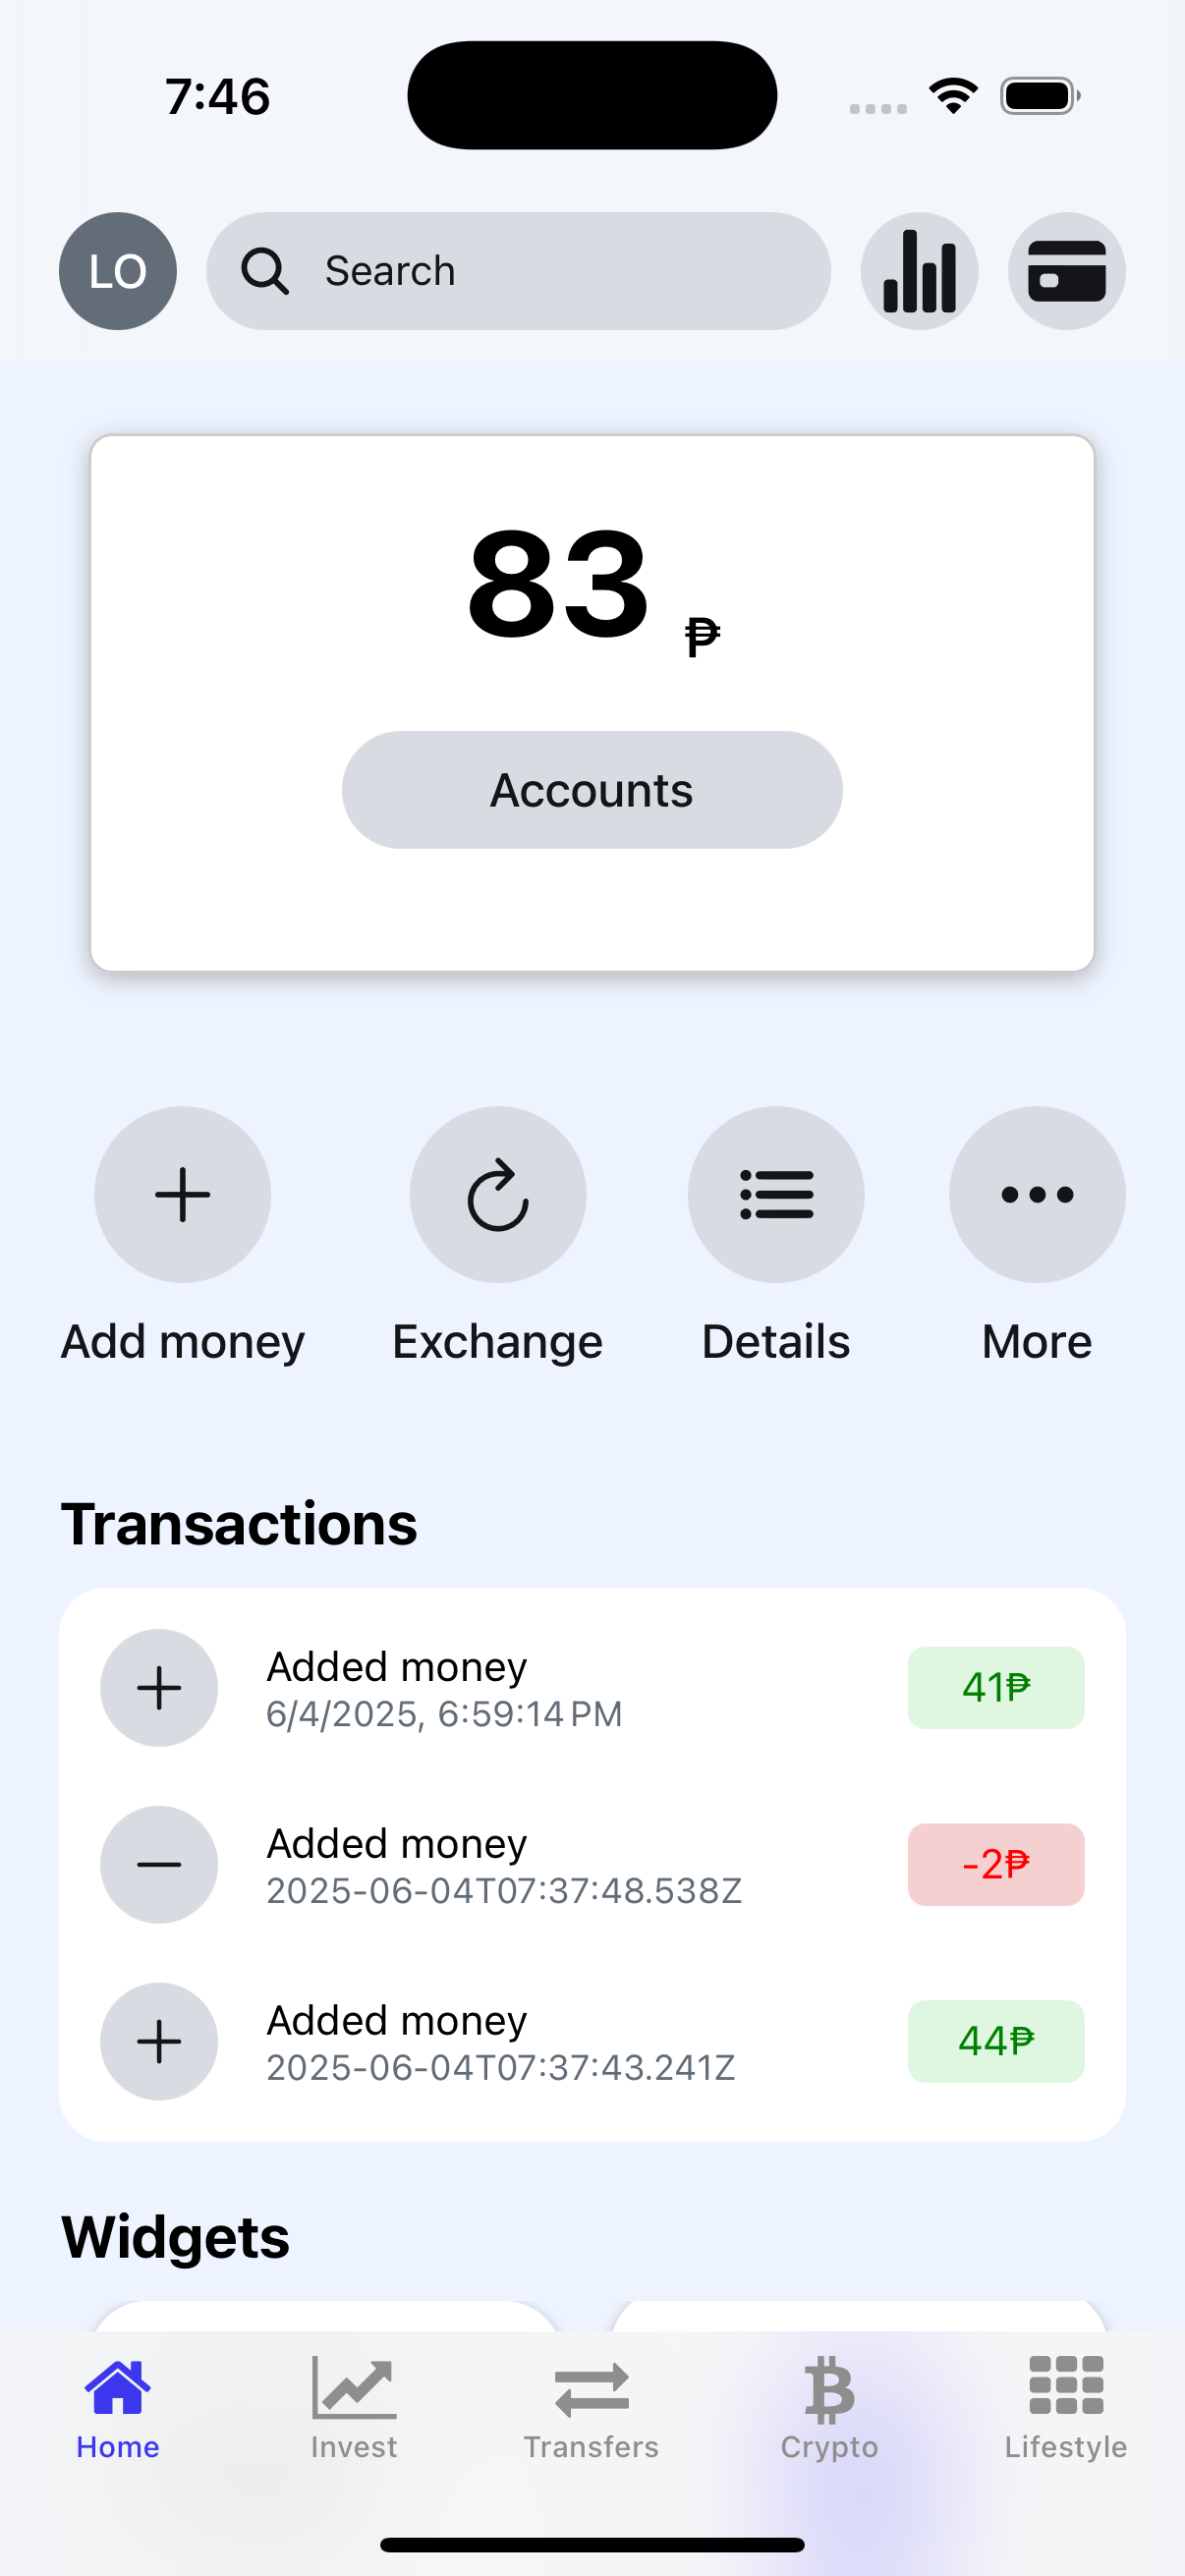 7:46
LO
Search
83 ₱
Accounts
Add money
Exchange
Details
More
Transactions
Added money
6/4/2025, 6:59:14 PM
41₱
Added money
2025-06-04T07:37:48.538Z
-2₱
Added money
2025-06-04T07:37:43.241Z
44₱
Widgets
Home
Invest
Transfers
Crypto
Lifestyle